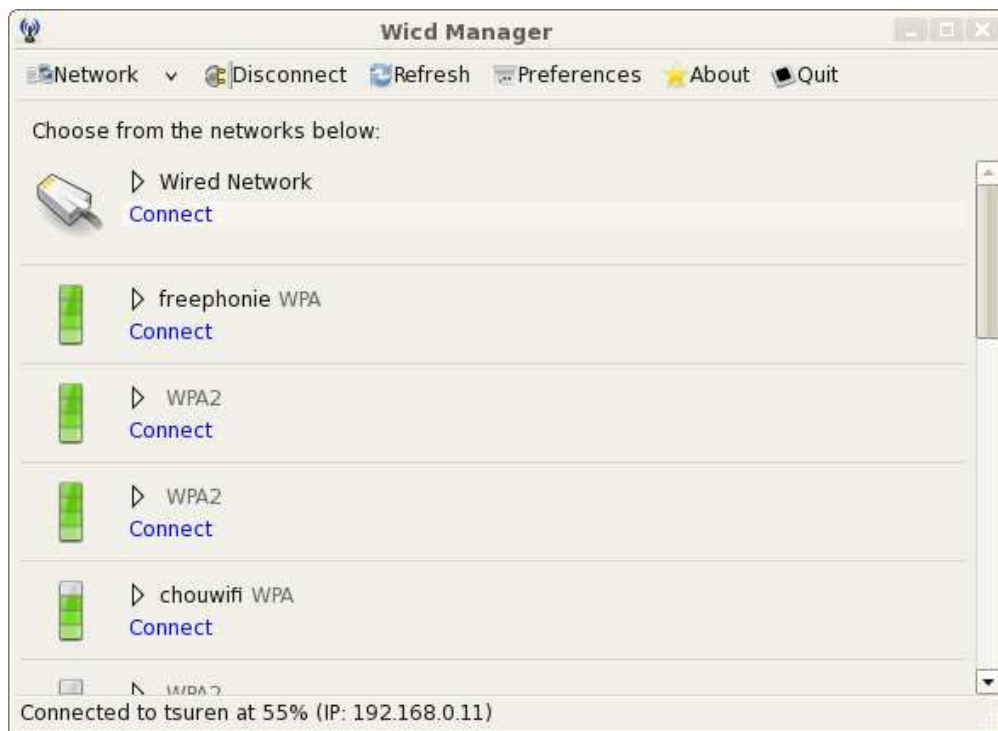 Wicd Manager
Network Disconnect Refresh Preferences About Quit
Choose from the networks below:
Wired Network
Connect
freephonie WPA
Connect
WPA2
Connect
WPA2
Connect
chouwifi WPA
Connect
WPA2
Connected to tsuren at 55% (IP: 192.168.0.11)